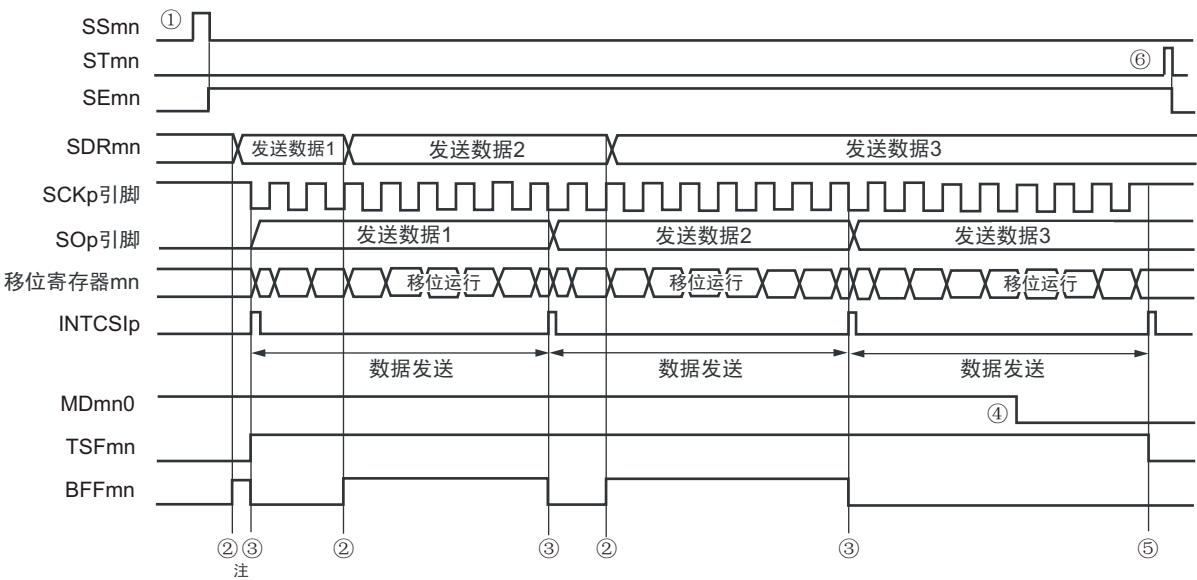 SSmn ①
STmn ⑥
SEmn
SDRmn 发送数据1 发送数据2 发送数据3
SCKp引脚
SOp引脚 发送数据1 发送数据2 发送数据3
移位寄存器mn 移位运行 移位运行 移位运行
INTCSIp
数据发送 数据发送 数据发送
MDmn0 ④
TSFmn
BFFmn
② ③ ② ③ ② ③ ⑤
注